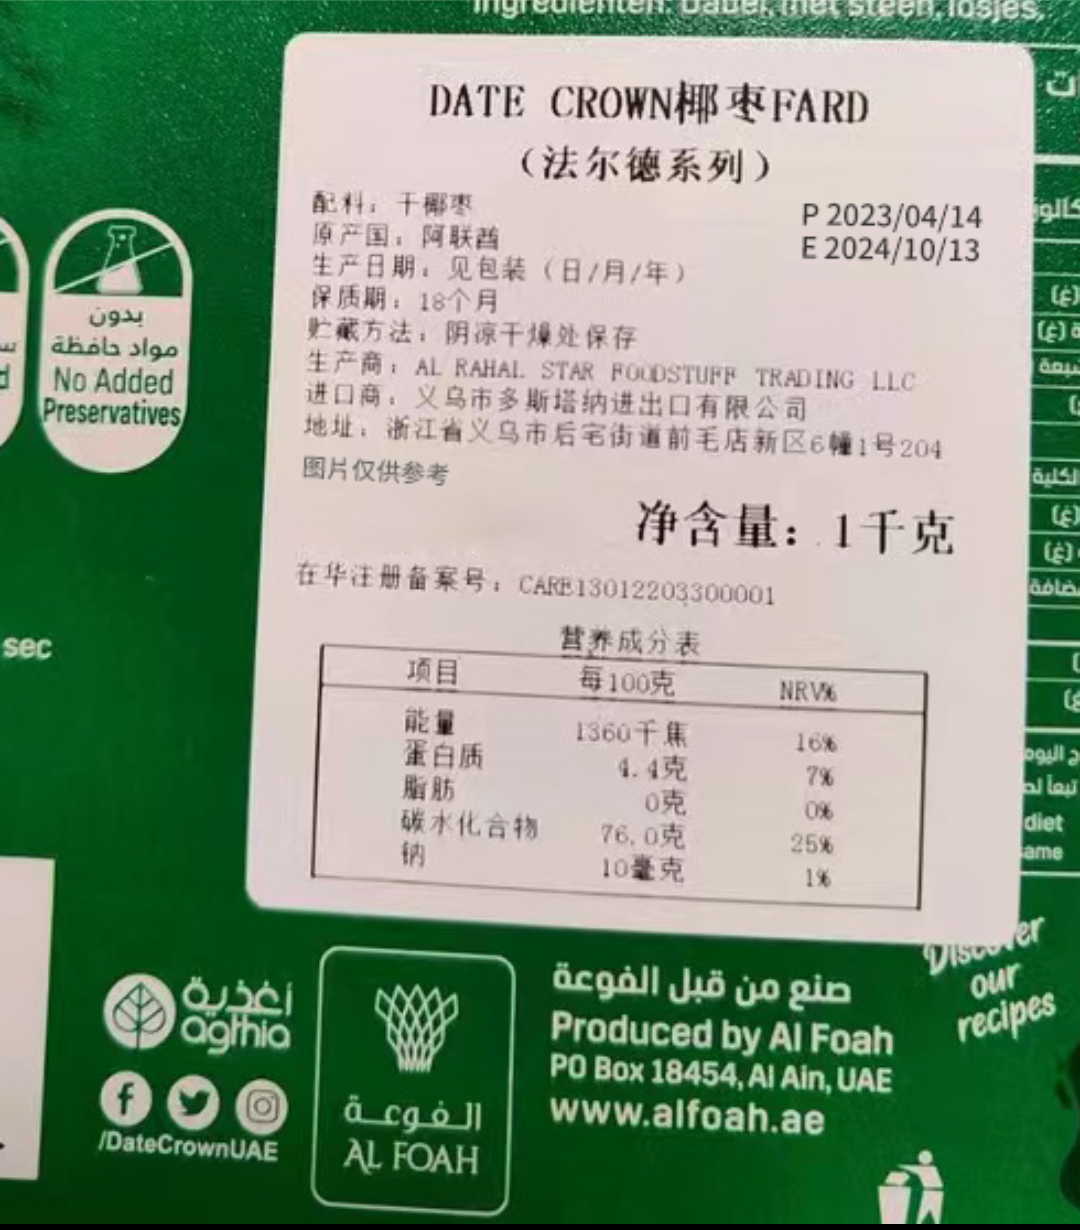 Ingrediënten: Dadel, met steen, losjes,
DATE CROWN椰枣FARD
（法尔德系列）
配料：干椰枣
原产国：阿联酋
生产日期：见包装（日/月/年）
保质期：18个月
贮藏方法：阴凉干燥处保存
生产商：AL RAHAL STAR FOODSTUFF TRADING LLC
进口商：义乌市多斯塔纳进出口有限公司
地址：浙江省义乌市后宅街道前毛店新区6幢1号204
图片仅供参考
P 2023/04/14
E 2024/10/13
净含量：1千克
在华注册备案号：CARE13012203300001
营养成分表
项目 每100克 NRV%
能量 1360千焦 16%
蛋白质 4.4克 7%
脂肪 0克 0%
碳水化合物 76.0克 25%
钠 10毫克 1%
بدون
مواد حافظة
No Added
Preservatives
sec
(غ)
(غ)
الكلية
(غ)
(غ)
diet
same
Discover
our
recipes
أغذية
agthia
/DateCrownUAE
الفوعة
AL FOAH
صنع من قبل الفوعة
Produced by Al Foah
PO Box 18454, Al Ain, UAE
www.alfoah.ae